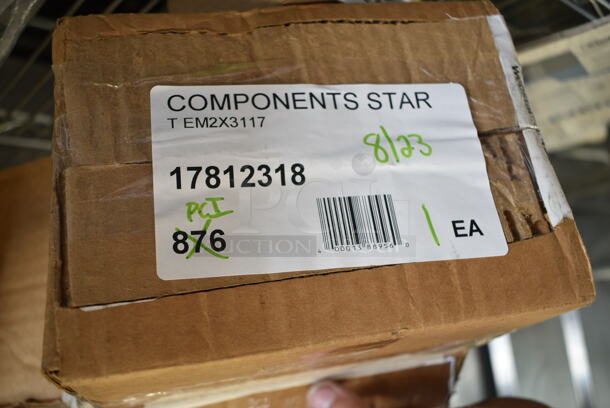 COMPONENTS STAR
T EM2X3117
8/23
17812318
PCI
876
1 EA